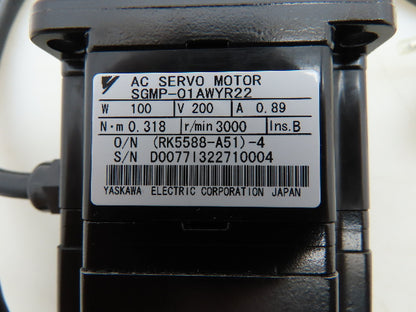 AC SERVO MOTOR
SGMP-01AWYR22
W 100 V 200 A 0.89
N·m 0.318 r/min 3000 Ins.B
O/N (RK5588-A51)-4
S/N D0077I322710004
YASKAWA ELECTRIC CORPORATION JAPAN